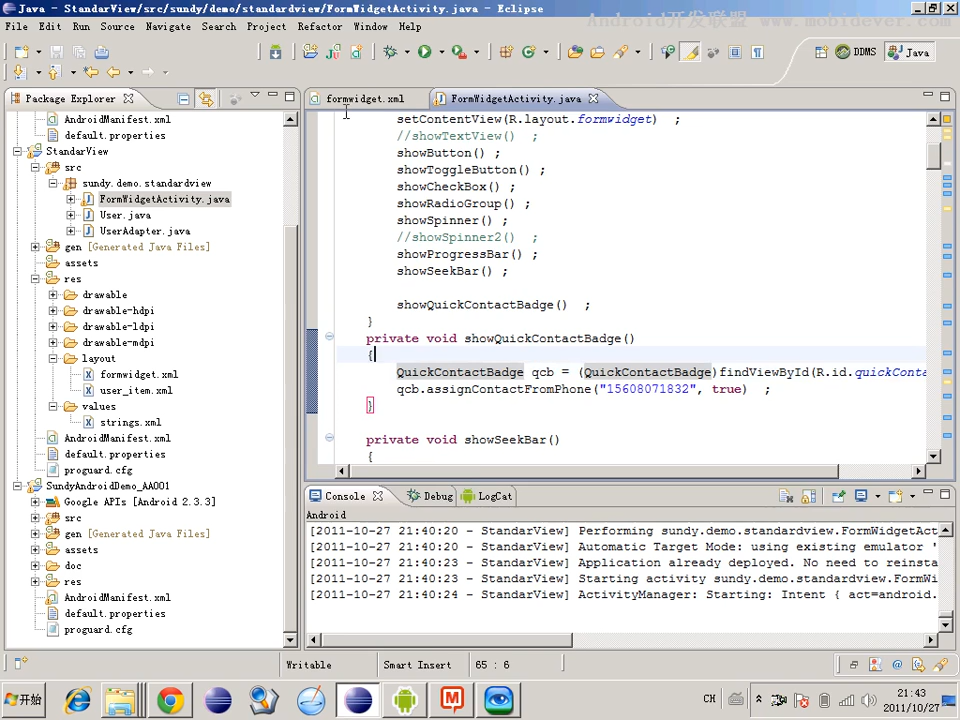 Java - StandarView/src/sundy/demo/standardview/FormWidgetActivity.java - Eclipse
Android开发联盟 www.mobidever.com
File Edit Run Source Navigate Search Project Refactor Window Help
DDMS Java
Package Explorer
formwidget.xml FormWidgetActivity.java
AndroidManifest.xml
default.properties
StandarView
src
sundy.demo.standardview
FormWidgetActivity.java
User.java
UserAdapter.java
gen [Generated Java Files]
assets
res
drawable
drawable-hdpi
drawable-ldpi
drawable-mdpi
layout
formwidget.xml
user_item.xml
values
strings.xml
AndroidManifest.xml
default.properties
proguard.cfg
SundyAndroidDemo_AA001
Google APIs [Android 2.3.3]
src
gen [Generated Java Files]
assets
doc
res
AndroidManifest.xml
default.properties
proguard.cfg
setContentView(R.layout.formwidget) ;
//showTextView() ;
showButton() ;
showToggleButton() ;
showCheckBox() ;
showRadioGroup() ;
showSpinner() ;
//showSpinner2() ;
showProgressBar() ;
showSeekBar() ;
showQuickContactBadge() ;
}
private void showQuickContactBadge()
{
QuickContactBadge qcb = (QuickContactBadge)findViewById(R.id.quickConta
qcb.assignContactFromPhone("15608071832", true) ;
}
private void showSeekBar()
{
Console Debug LogCat
Android
[2011-10-27 21:40:20 - StandarView] Performing sundy.demo.standardview.FormWidgetAct
[2011-10-27 21:40:20 - StandarView] Automatic Target Mode: using existing emulator '
[2011-10-27 21:40:23 - StandarView] Application already deployed. No need to reinsta
[2011-10-27 21:40:23 - StandarView] Starting activity sundy.demo.standardview.FormWi
[2011-10-27 21:40:24 - StandarView] ActivityManager: Starting: Intent { act=android.
Writable Smart Insert 65 : 6
开始
CH
21:43
2011/10/27